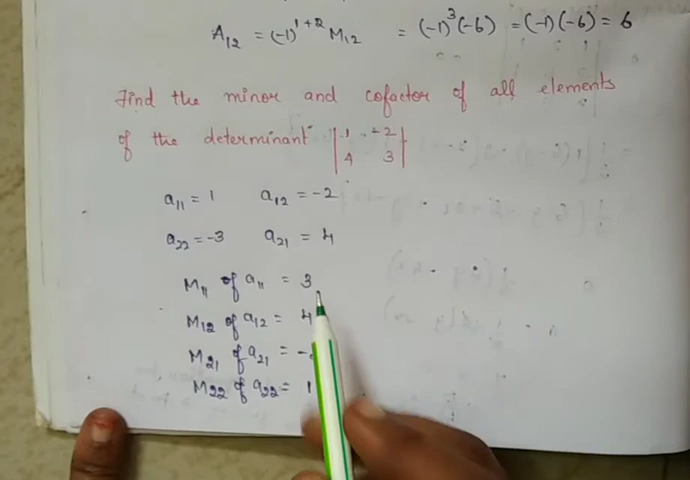 A₁₂ = (-1)¹⁺² M₁₂ = (-1)³(-6) = (-1)(-6) = 6
Find the minor and cofactor of all elements
of the determinant | 1 -2 |
| 4 3 |
a₁₁ = 1 a₁₂ = -2
a₂₂ = -3 a₂₁ = 4
M₁₁ of a₁₁ = 3
M₁₂ of a₁₂ = 4
M₂₁ of a₂₁ = -
M₂₂ of a₂₂ = 1